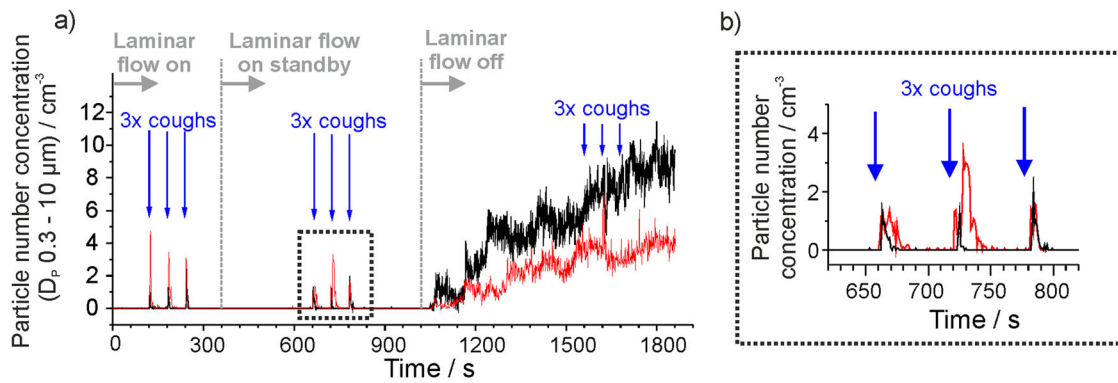 a)
Laminar
flow on
Laminar flow
on standby
Laminar
flow off
Particle number concentration
(D_P 0.3 - 10 µm) / cm⁻³
12
10
8
6
4
2
0
3x coughs
3x coughs
3x coughs
0 300 600 900 1200 1500 1800
Time / s
b)
Particle number
concentration / cm⁻³
4
2
0
3x coughs
650 700 750 800
Time / s